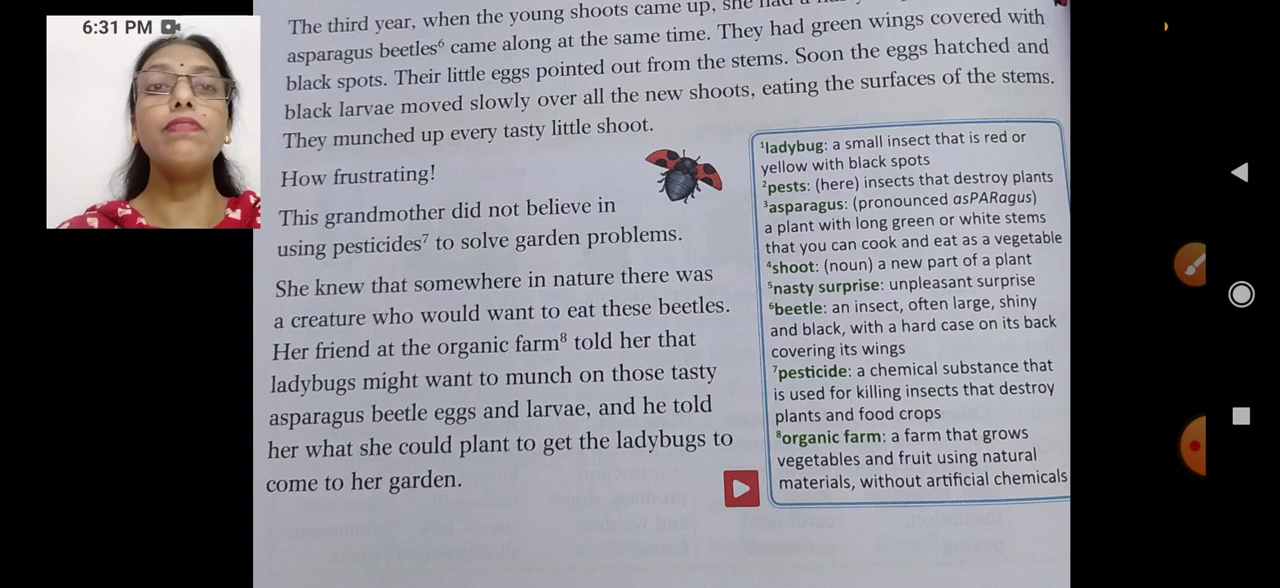 6:31 PM
The third year, when the young shoots came up, she had a
asparagus beetles⁶ came along at the same time. They had green wings covered with
black spots. Their little eggs pointed out from the stems. Soon the eggs hatched and
black larvae moved slowly over all the new shoots, eating the surfaces of the stems.
They munched up every tasty little shoot.
How frustrating!
This grandmother did not believe in
using pesticides⁷ to solve garden problems.
She knew that somewhere in nature there was
a creature who would want to eat these beetles.
Her friend at the organic farm⁸ told her that
ladybugs might want to munch on those tasty
asparagus beetle eggs and larvae, and he told
her what she could plant to get the ladybugs to
come to her garden.
¹ladybug: a small insect that is red or
yellow with black spots
²pests: (here) insects that destroy plants
³asparagus: (pronounced asPARagus)
a plant with long green or white stems
that you can cook and eat as a vegetable
⁴shoot: (noun) a new part of a plant
⁵nasty surprise: unpleasant surprise
⁶beetle: an insect, often large, shiny
and black, with a hard case on its back
covering its wings
⁷pesticide: a chemical substance that
is used for killing insects that destroy
plants and food crops
⁸organic farm: a farm that grows
vegetables and fruit using natural
materials, without artificial chemicals